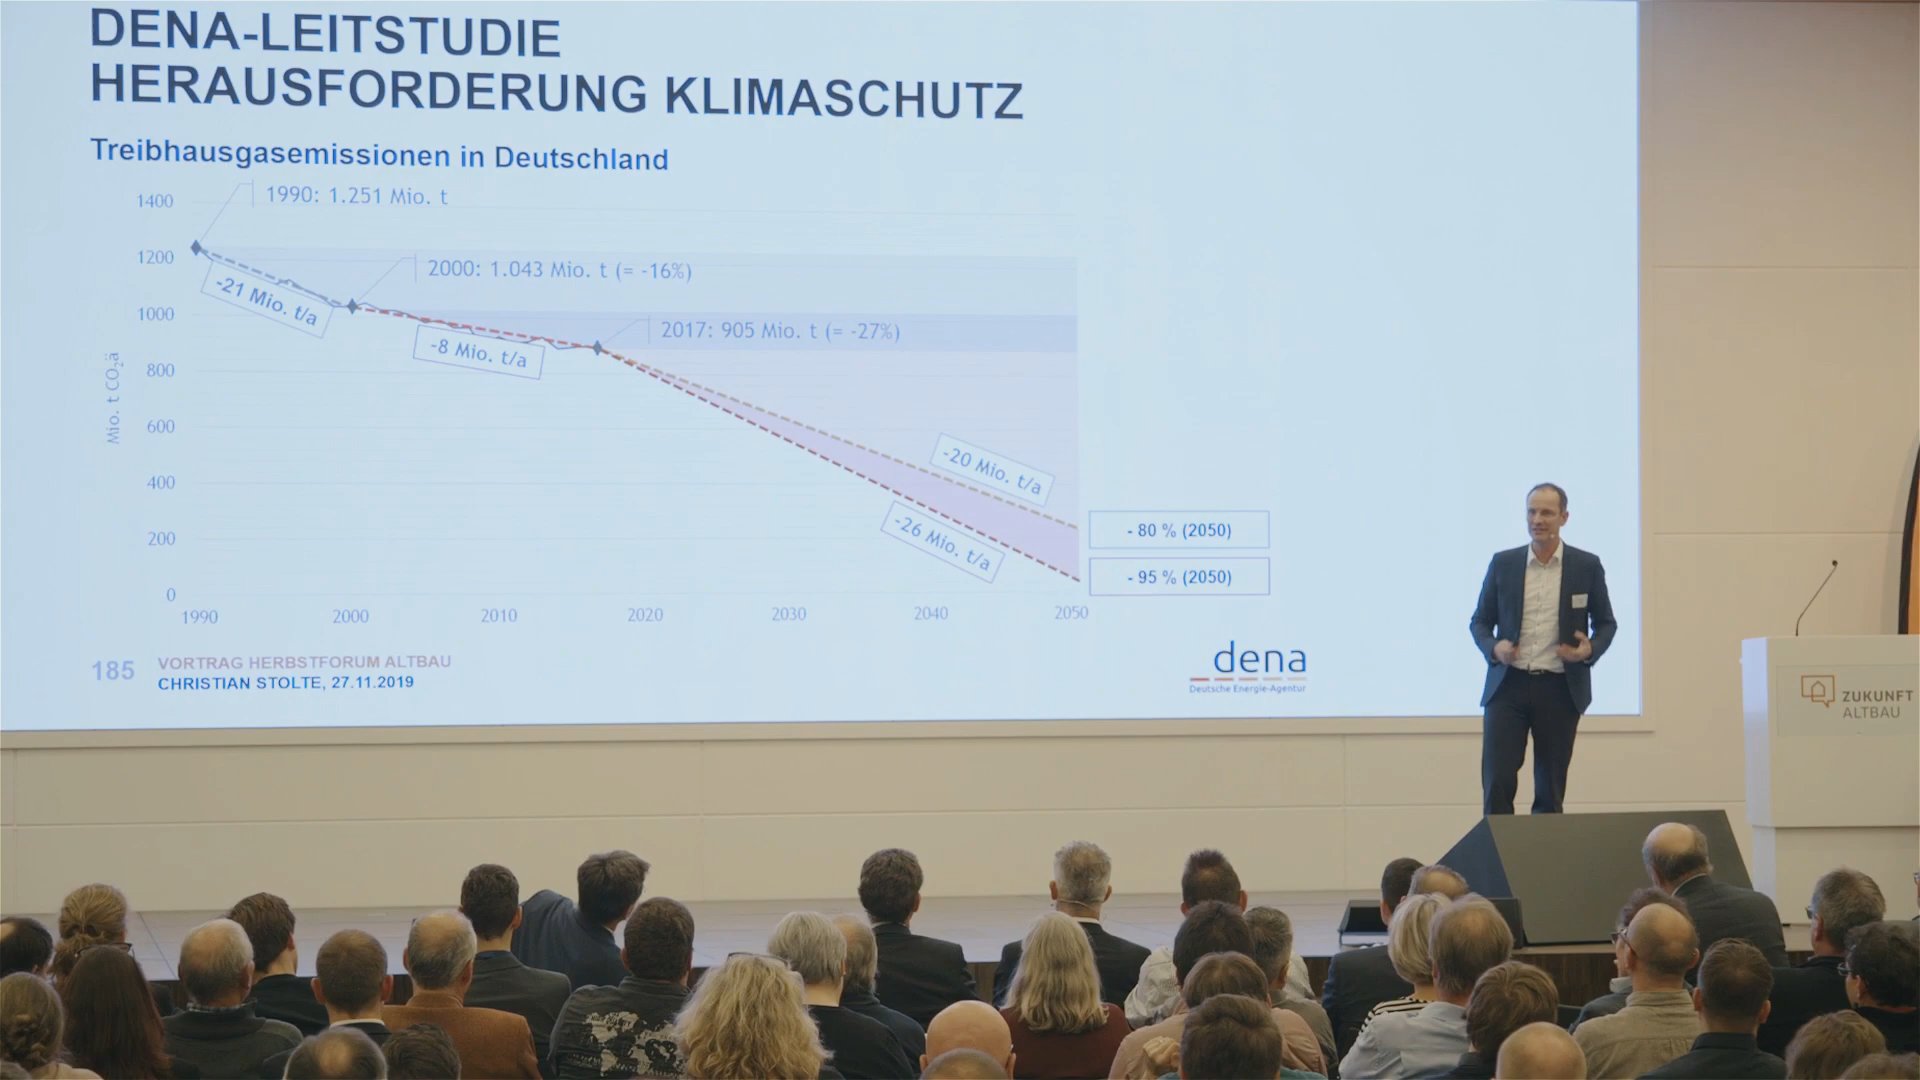 DENA-LEITSTUDIE
HERAUSFORDERUNG KLIMASCHUTZ
Treibhausgasemissionen in Deutschland
1990: 1.251 Mio. t
2000: 1.043 Mio. t (= -16%)
2017: 905 Mio. t (= -27%)
-21 Mio. t/a
-8 Mio. t/a
-20 Mio. t/a
-26 Mio. t/a
- 80 % (2050)
- 95 % (2050)
Mio. t CO₂ä
1400
1200
1000
800
600
400
200
0
1990 2000 2010 2020 2030 2040 2050
185
VORTRAG HERBSTFORUM ALTBAU
CHRISTIAN STOLTE, 27.11.2019
dena
Deutsche Energie-Agentur
ZUKUNFT
ALTBAU